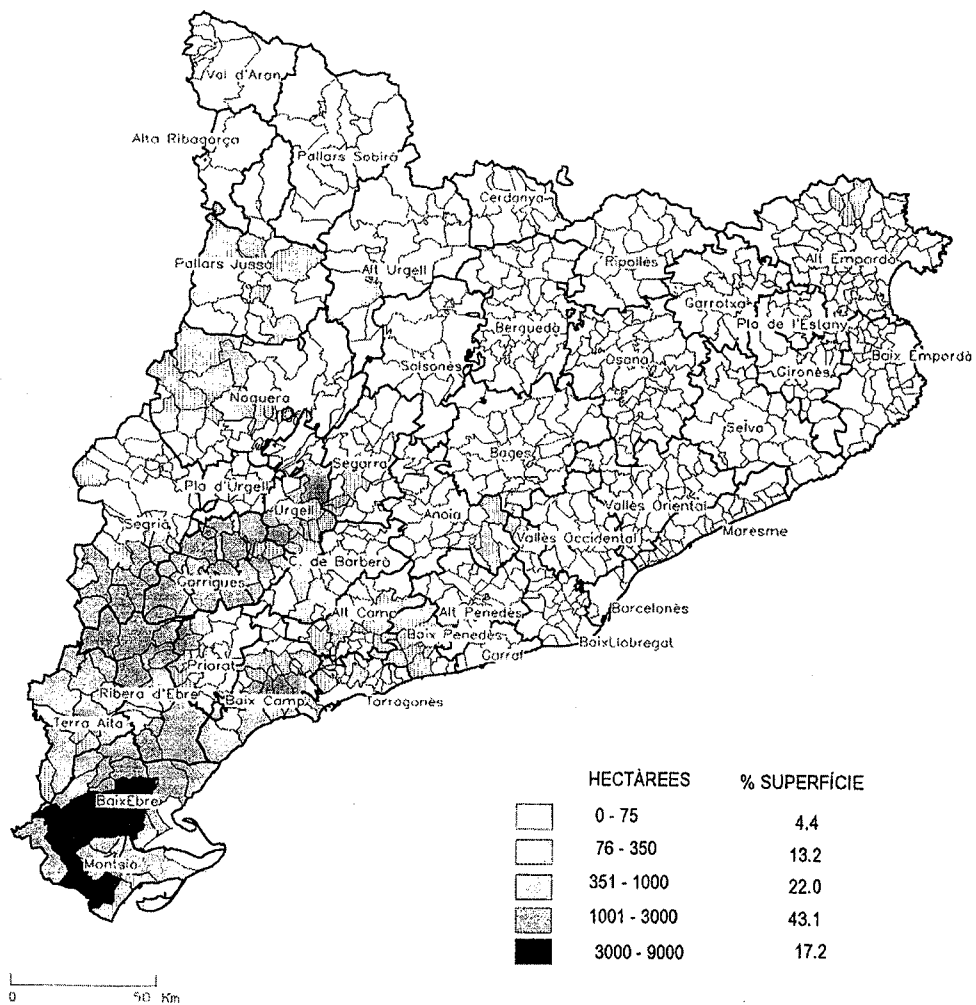 Val d'Aran
Alta Ribagorça
Pallars Sobirà
Cerdanya
Pallars Jussà
Alt Urgell
Ripollès
Alt Empordà
Garrotxa
Pla de l'Estany
Berguedà
Osona
Baix Empordà
Solsonès
Gironès
Noguera
Selva
Segarra
Bages
Pla d'Urgell
Urgell
Anoia
Vallès Oriental
Segrià
Vallès Occidental
Maresme
C. de Barberà
Garrigues
Barcelonès
Alt Camp
Alt Penedès
Baix Penedès
BaixLlobregat
Garraf
Priorat
Ribera d'Ebre
Baix Camp
Tarragonès
Terra Alta
BaixEbre
Montsià
HECTÀREES % SUPERFÍCIE
0 - 75 4.4
76 - 350 13.2
351 - 1000 22.0
1001 - 3000 43.1
3000 - 9000 17.2
0 50 Km